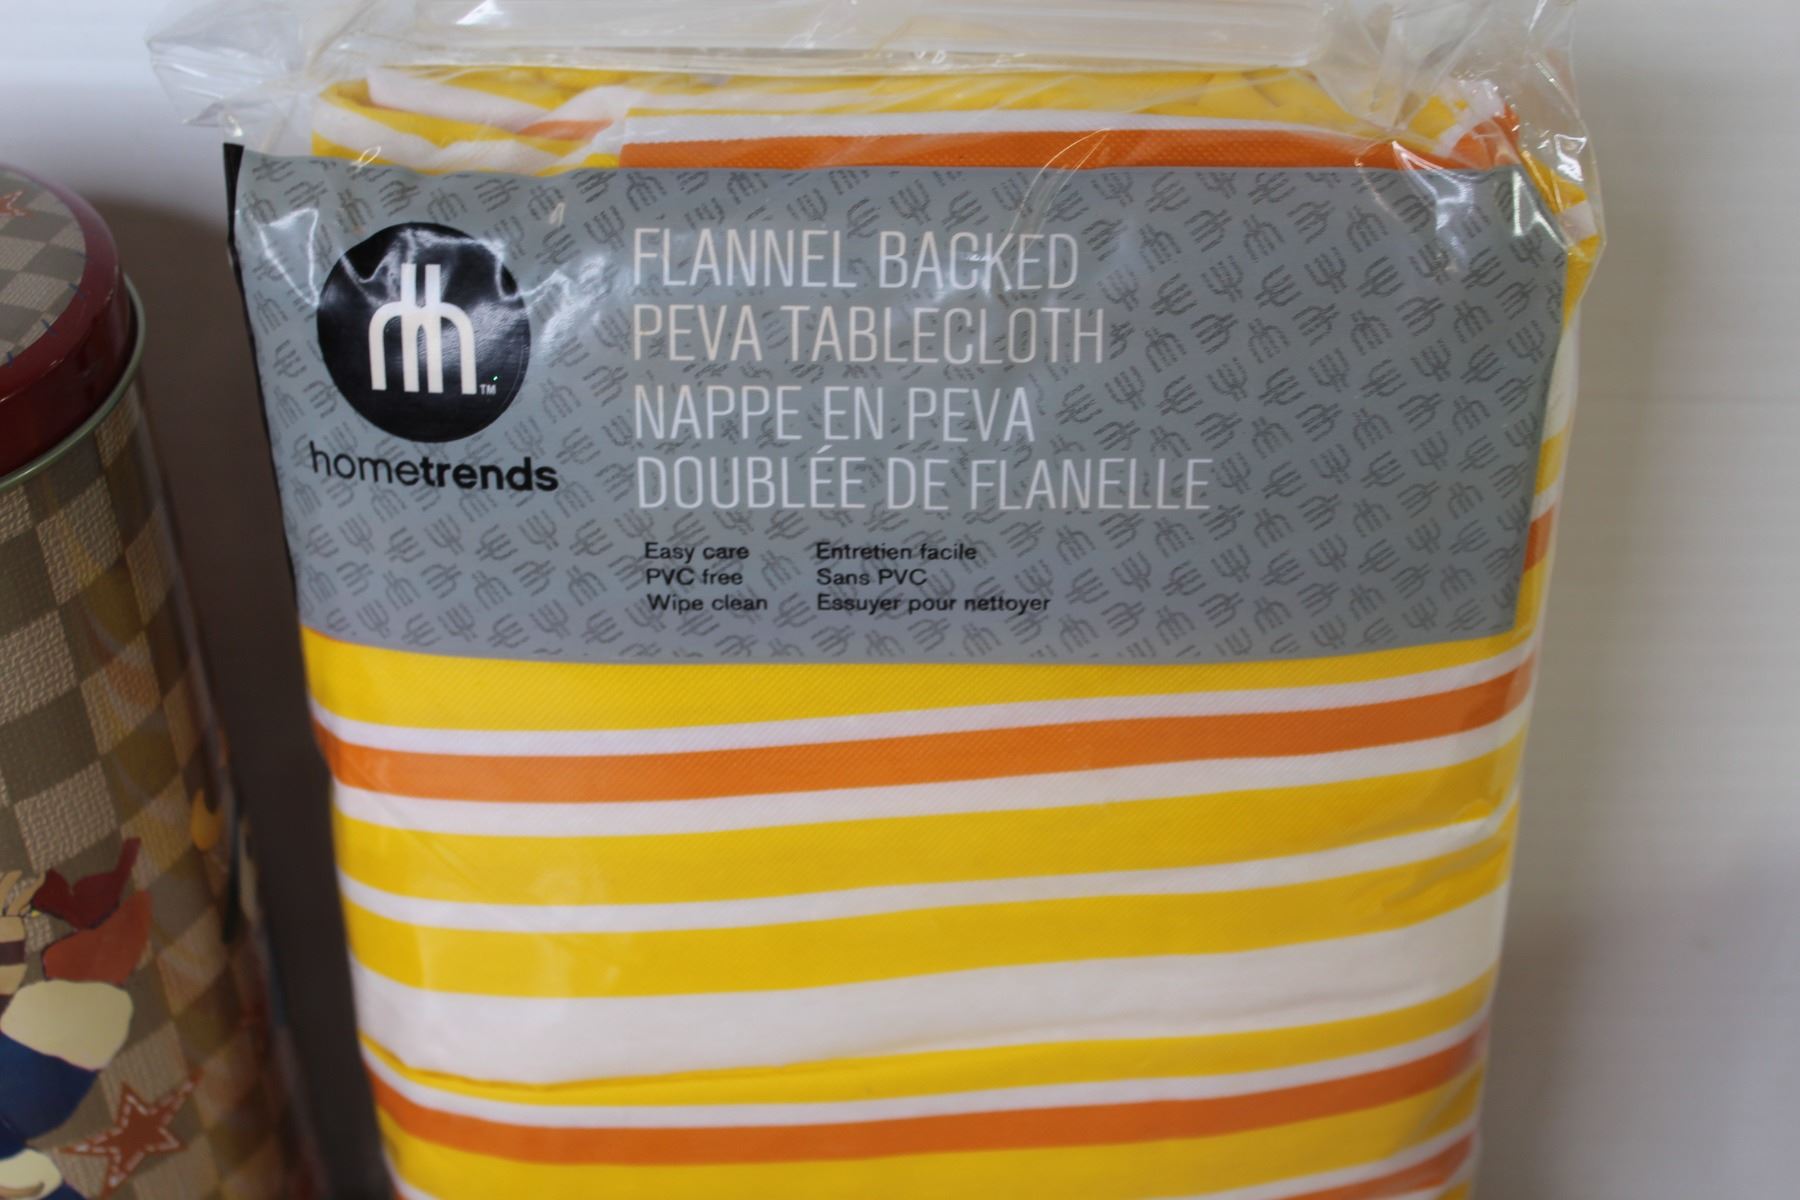 FLANNEL BACKED
PEVA TABLECLOTH
NAPPE EN PEVA
DOUBLÉE DE FLANELLE
TM
hometrends
Easy care
PVC free
Wipe clean
Entretien facile
Sans PVC
Essuyer pour nettoyer